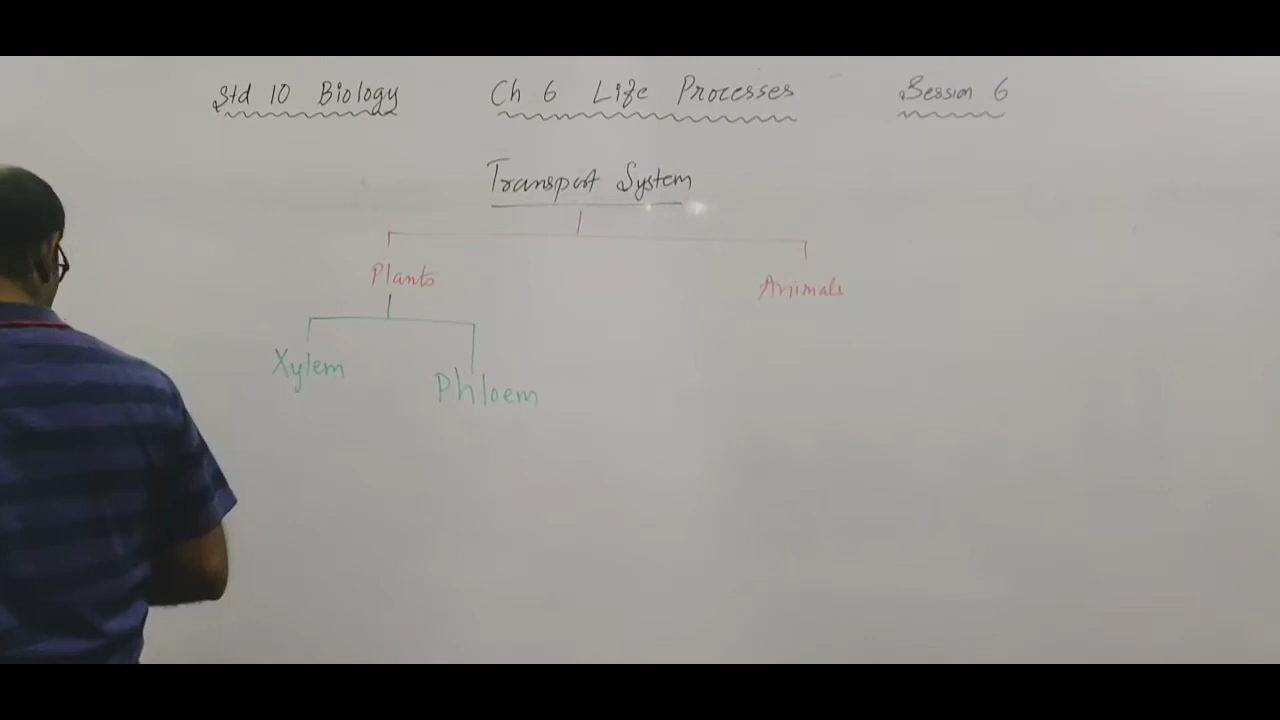 Std 10 Biology Ch 6 Life Processes Session 6
Transport System
Plants Animals
Xylem Phloem